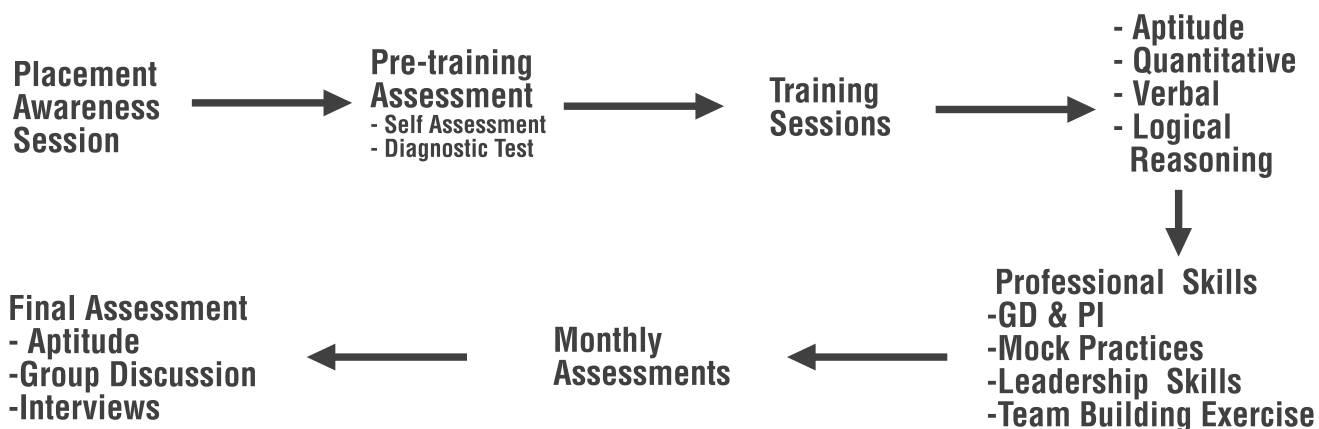 Placement
Awareness
Session
Pre-training
Assessment
- Self Assessment
- Diagnostic Test
Training
Sessions
- Aptitude
- Quantitative
- Verbal
- Logical
Reasoning
Professional Skills
-GD & PI
-Mock Practices
-Leadership Skills
-Team Building Exercise
Monthly
Assessments
Final Assessment
- Aptitude
-Group Discussion
-Interviews